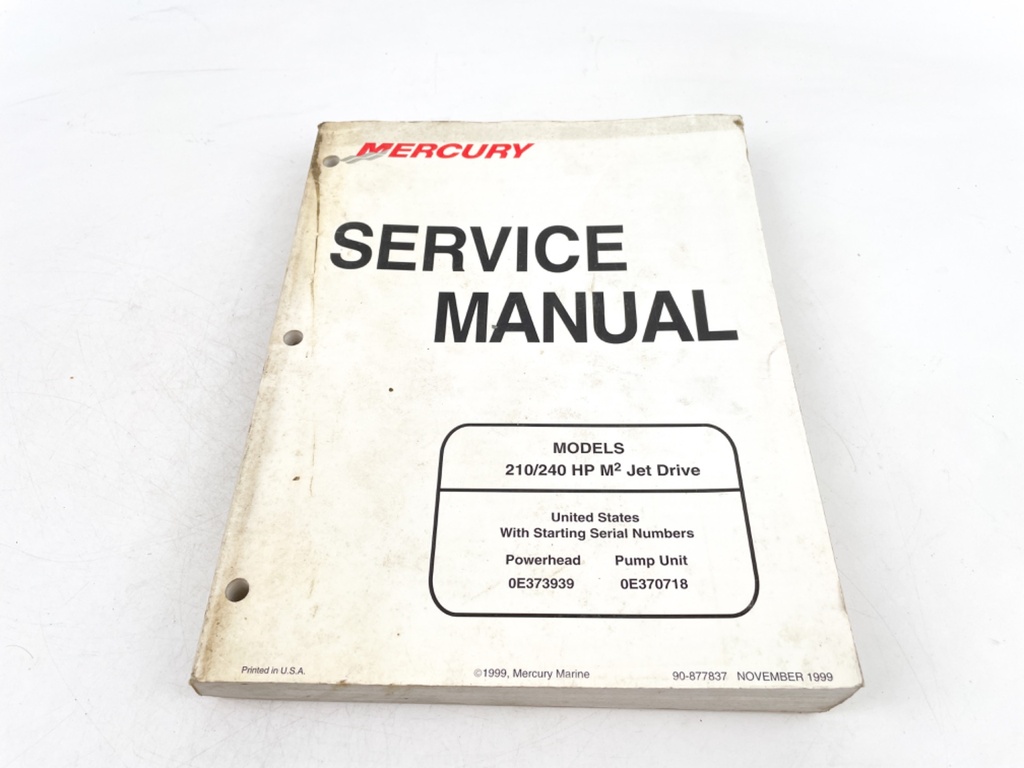 MERCURY
SERVICE
MANUAL
MODELS
210/240 HP M² Jet Drive
United States
With Starting Serial Numbers
Powerhead Pump Unit
0E373939 0E370718
Printed in U.S.A. ©1999, Mercury Marine 90-877837 NOVEMBER 1999